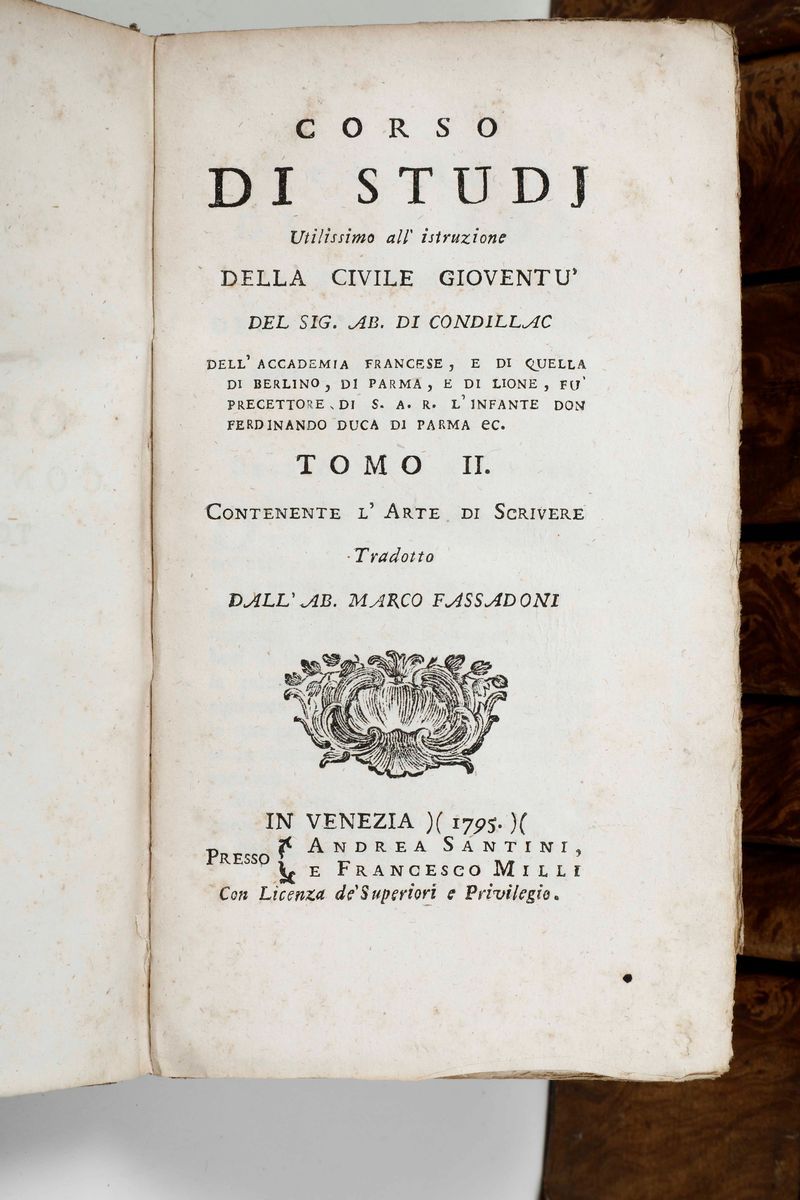 CORSO
DI STUDJ
Utilissimo all' istruzione
DELLA CIVILE GIOVENTU'
DEL SIG. AB. DI CONDILLAC
DELL' ACCADEMIA FRANCESE, E DI QUELLA
DI BERLINO, DI PARMA, E DI LIONE, FU'
PRECETTORE DI S. A. R. L'INFANTE DON
FERDINANDO DUCA DI PARMA ec.
TOMO II.
CONTENENTE L' ARTE DI SCRIVERE
Tradotto
DALL' AB. MARCO FASSADONI
IN VENEZIA )( 1795. )(
PRESSO { ANDREA SANTINI,
E FRANCESCO MILLI
Con Licenza de' Superiori e Privilegio.